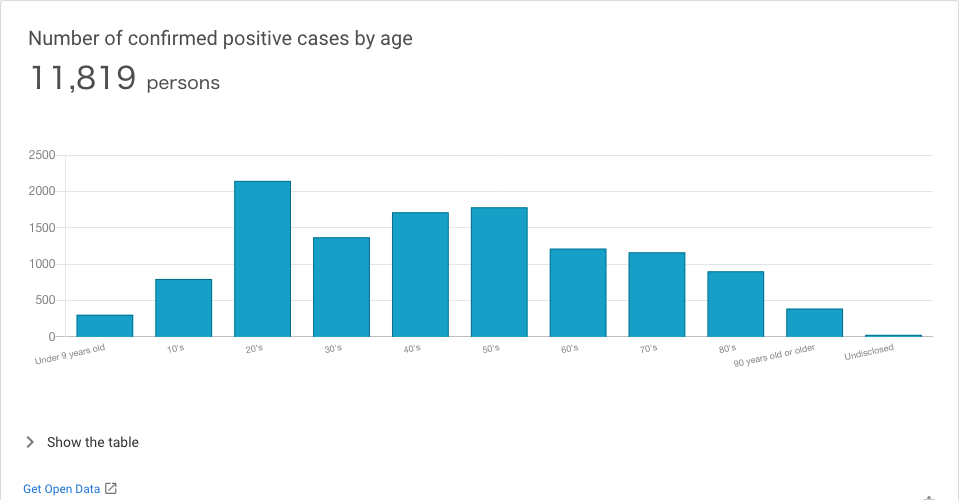 Number of confirmed positive cases by age
11,819 persons
2500
2000
1500
1000
500
0
Under 9 years old
10's
20's
30's
40's
50's
60's
70's
80's
90 years old or older
Undisclosed
Show the table
Get Open Data